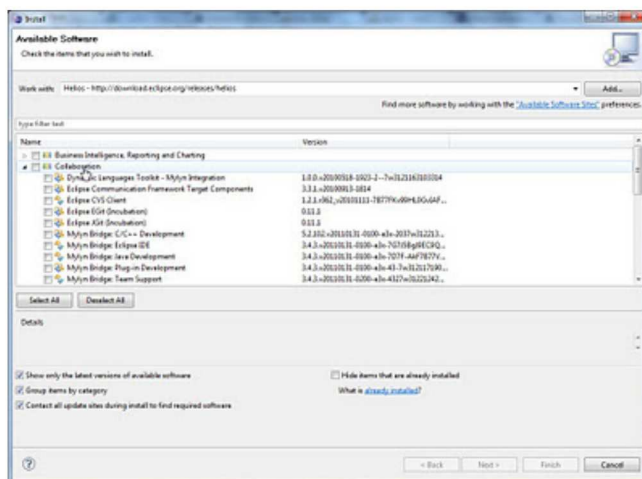 Install
Available Software
Check the items that you wish to install.
Work with: Helios - http://download.eclipse.org/releases/helios
Add...
Find more software by working with the "Available Software Sites" preferences.
type filter text
Name Version
Business Intelligence, Reporting and Charting
Collaboration
Dynamic Languages Toolkit - Mylyn Integration
Eclipse Communication Framework Target Components
Eclipse CVS Client
Eclipse EGit (Incubation) 0.11.1
Eclipse JGit (Incubation) 0.11.1
Mylyn Bridge: C/C++ Development
Mylyn Bridge: Eclipse IDE
Mylyn Bridge: Java Development
Mylyn Bridge: Plug-in Development
Mylyn Bridge: Team Support
Select All Deselect All
Details
Show only the latest versions of available software Hide items that are already installed
Group items by category What is already installed?
Contact all update sites during install to find required software
< Back Next > Finish Cancel